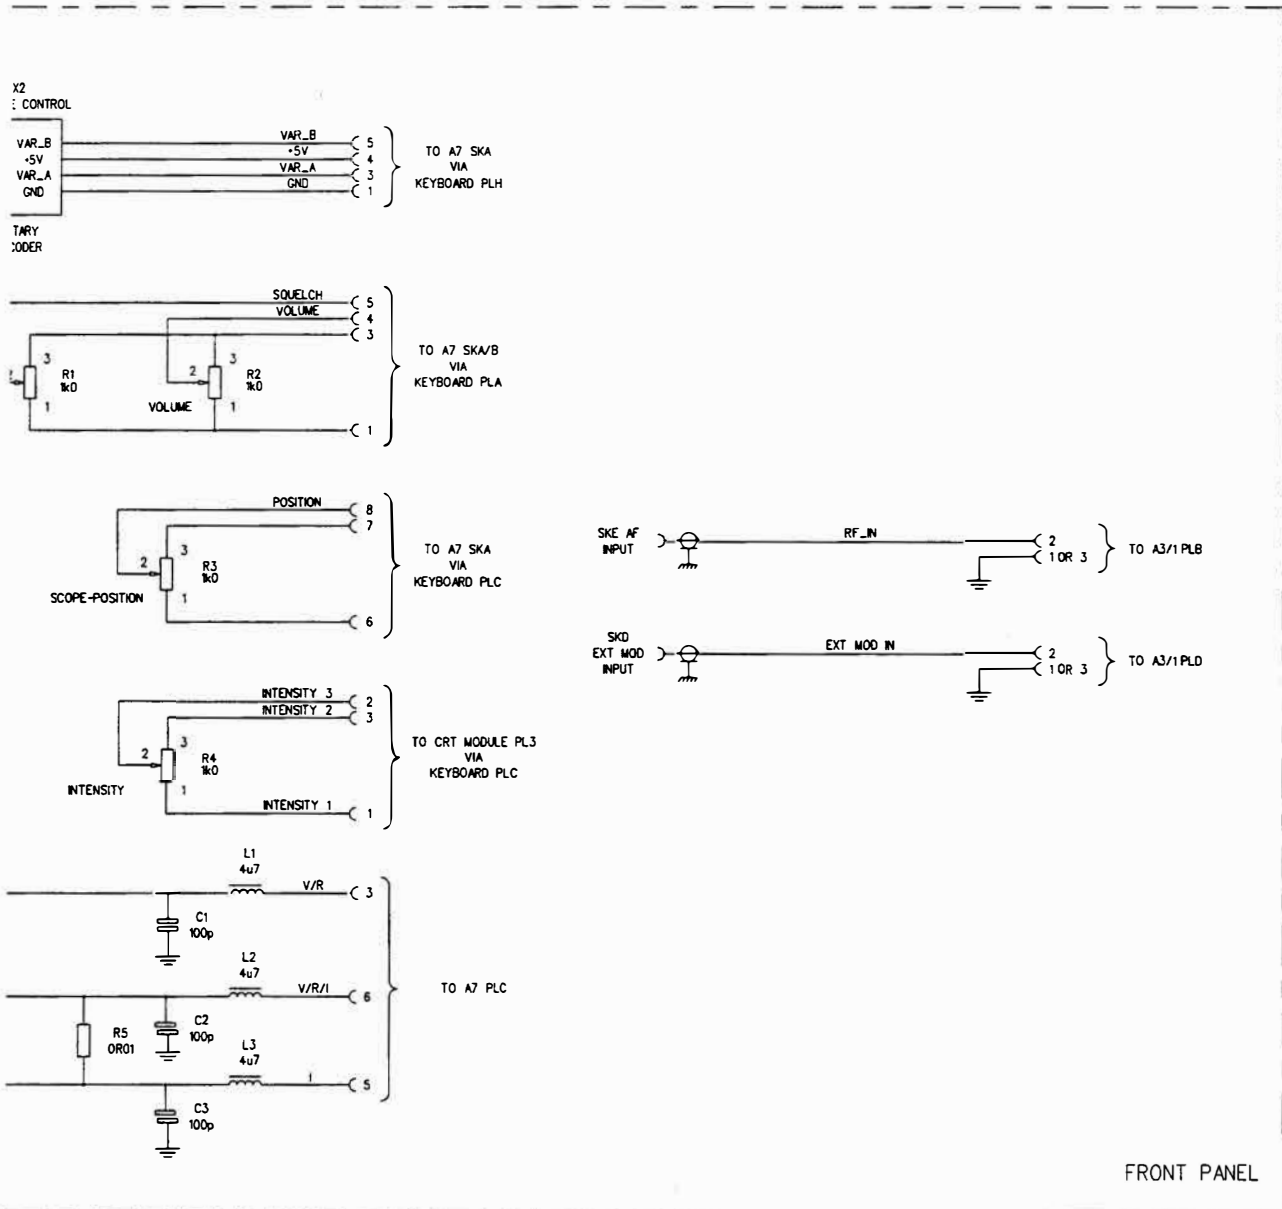 X2
CONTROL
VAR_B
+5V
VAR_A
GND
VAR_B
+5V
VAR_A
GND
5
4
3
1
TO A7 SKA
VIA
KEYBOARD PLH
TARY
CODER
SQUELCH
VOLUME
5
4
3
3
R1
1k0
1
2
3
R2
1k0
1
VOLUME
1
TO A7 SKA/B
VIA
KEYBOARD PLA
POSITION
8
7
3
2
R3
1k0
1
SCOPE-POSITION
6
TO A7 SKA
VIA
KEYBOARD PLC
SKE AF
INPUT
RF_IN
2
1 OR 3
TO A3/1 PLB
SKD
EXT MOD
INPUT
EXT MOD IN
2
1 OR 3
TO A3/1 PLD
INTENSITY 3
INTENSITY 2
2
3
3
2
R4
1k0
1
INTENSITY
INTENSITY 1
1
TO CRT MODULE PL3
VIA
KEYBOARD PLC
L1
4u7
V/R
3
C1
100p
L2
4u7
V/R/I
6
TO A7 PLC
R5
0R01
C2
100p
L3
4u7
I
5
C3
100p
FRONT PANEL